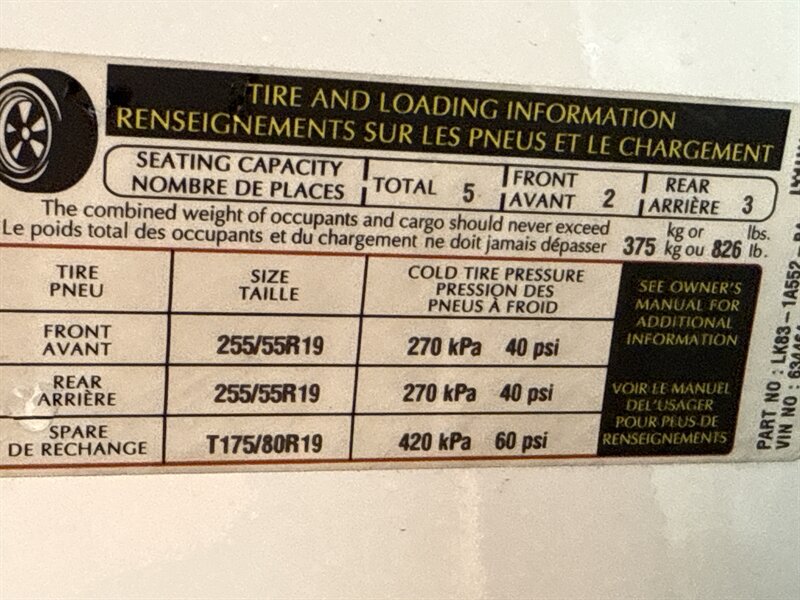 TIRE AND LOADING INFORMATION
RENSEIGNEMENTS SUR LES PNEUS ET LE CHARGEMENT
SEATING CAPACITY
NOMBRE DE PLACES
TOTAL 5
FRONT
AVANT 2
REAR
ARRIÈRE 3
The combined weight of occupants and cargo should never exceed
Le poids total des occupants et du chargement ne doit jamais dépasser
375 kg or 826 lbs.
kg ou lb.
TIRE
PNEU
SIZE
TAILLE
COLD TIRE PRESSURE
PRESSION DES
PNEUS À FROID
FRONT
AVANT
255/55R19
270 kPa 40 psi
REAR
ARRIÈRE
255/55R19
270 kPa 40 psi
SPARE
DE RECHANGE
T175/80R19
420 kPa 60 psi
SEE OWNER'S
MANUAL FOR
ADDITIONAL
INFORMATION
VOIR LE MANUEL
DEL'USAGER
POUR PLUS DE
RENSEIGNEMENTS
PART NO : LK83-1A552-
VIN NO :